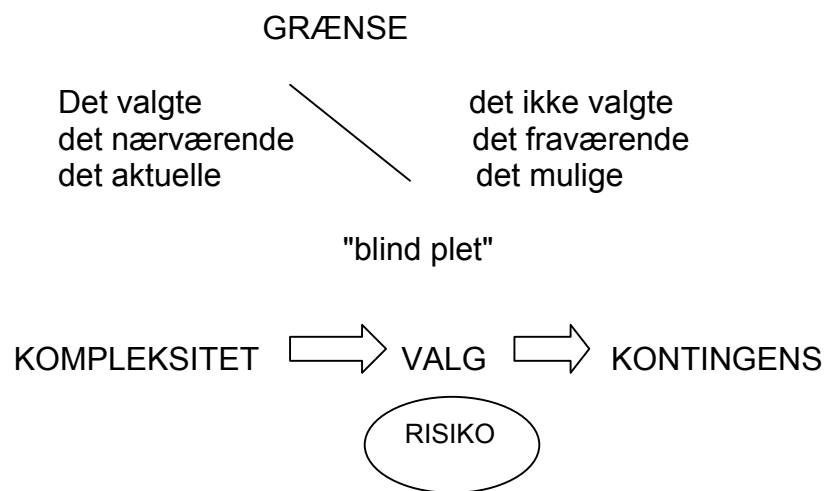 GRÆNSE
Det valgte det ikke valgte
det nærværende det fraværende
det aktuelle det mulige
"blind plet"
KOMPLEKSITET VALG KONTINGENS
RISIKO